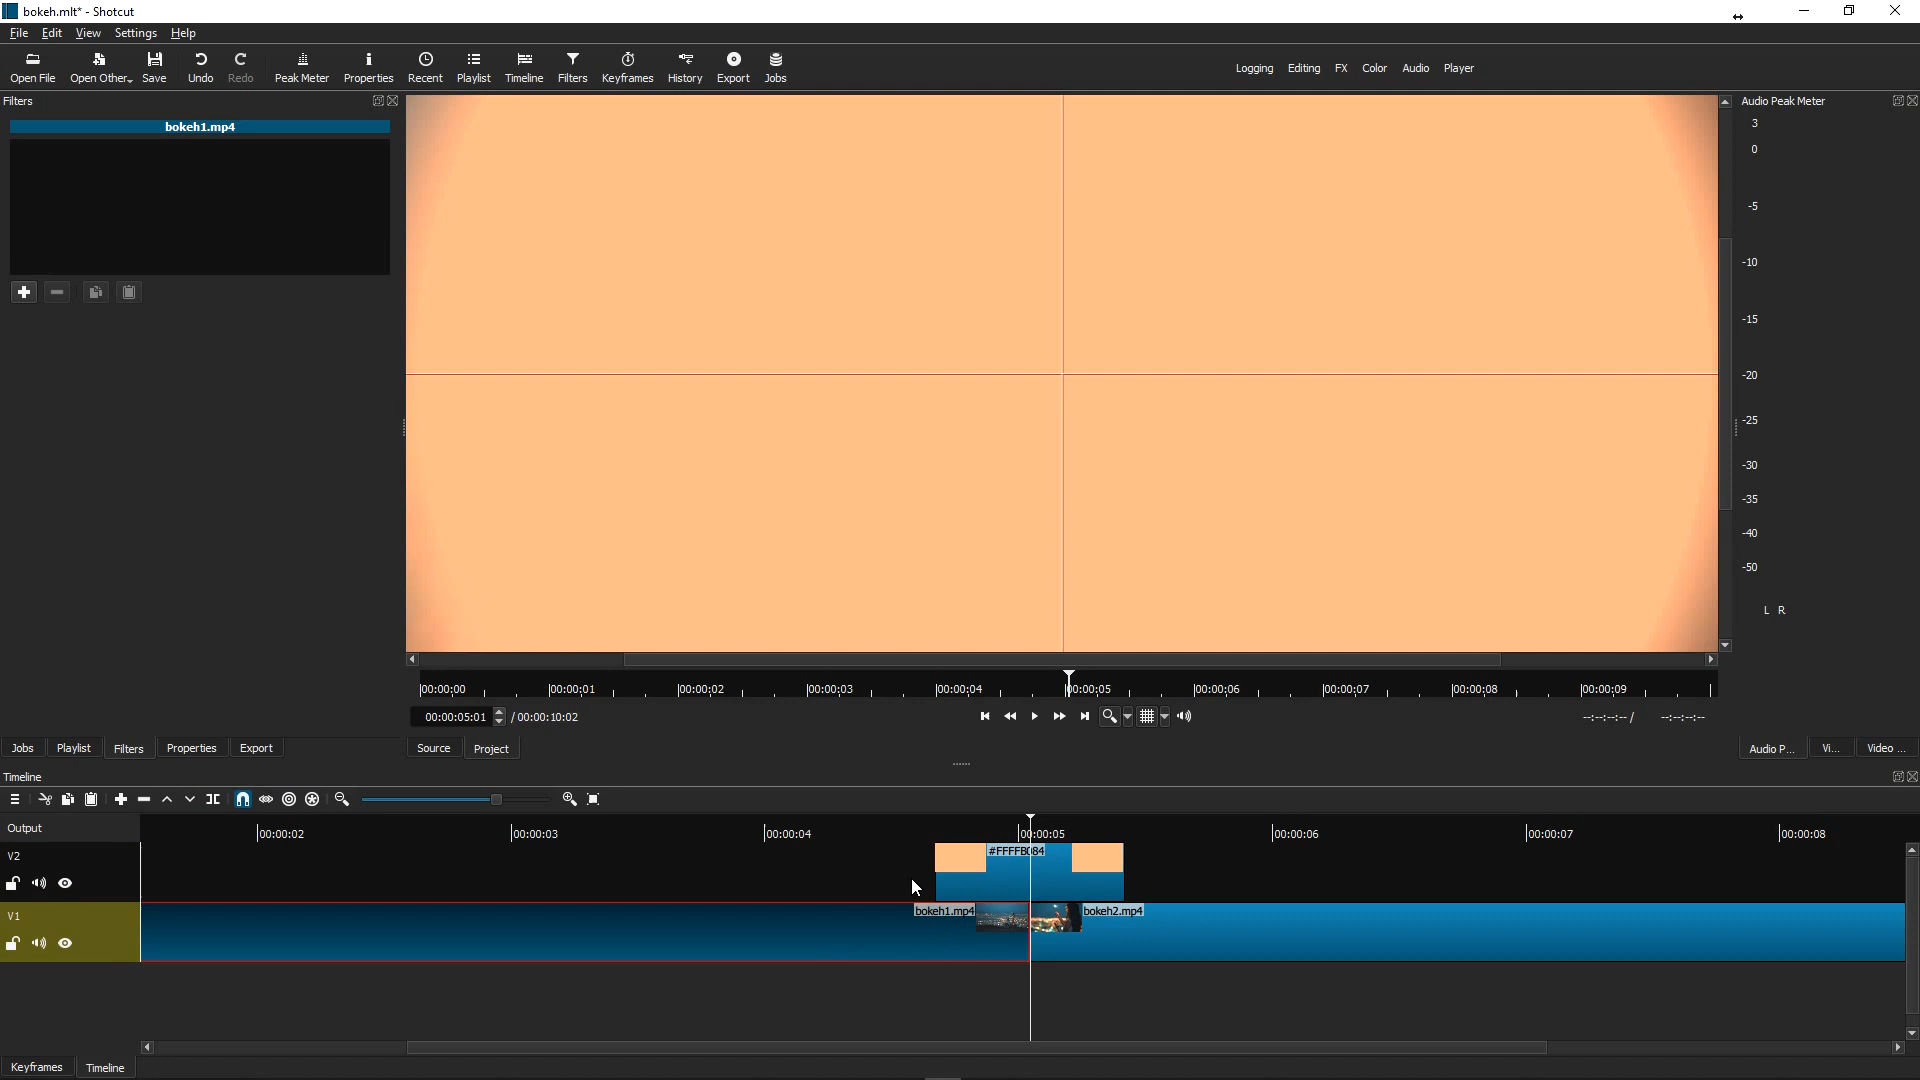 bokeh.mlt* - Shotcut
File Edit View Settings Help
Open File Open Other... Save Undo Redo Peak Meter Properties Recent Playlist Timeline Filters Keyframes History Export Jobs
Logging Editing FX Color Audio Player
Filters
bokeh1.mp4
Audio Peak Meter
3
0
-5
-10
-15
-20
-25
-30
-35
-40
-50
L R
00:00:00 00:00:01 00:00:02 00:00:03 00:00:04 00:00:05 00:00:06 00:00:07 00:00:08 00:00:09
00:00:05:01 / 00:00:10:02 --:--:--:-- / --:--:--:--
Jobs Playlist Filters Properties Export
Source Project
Audio P... Vi... Video ...
Timeline
Output 00:00:02 00:00:03 00:00:04 00:00:05 00:00:06 00:00:07 00:00:08
V2 #FFFFB084
V1 bokeh1.mp4 bokeh2.mp4
Keyframes Timeline